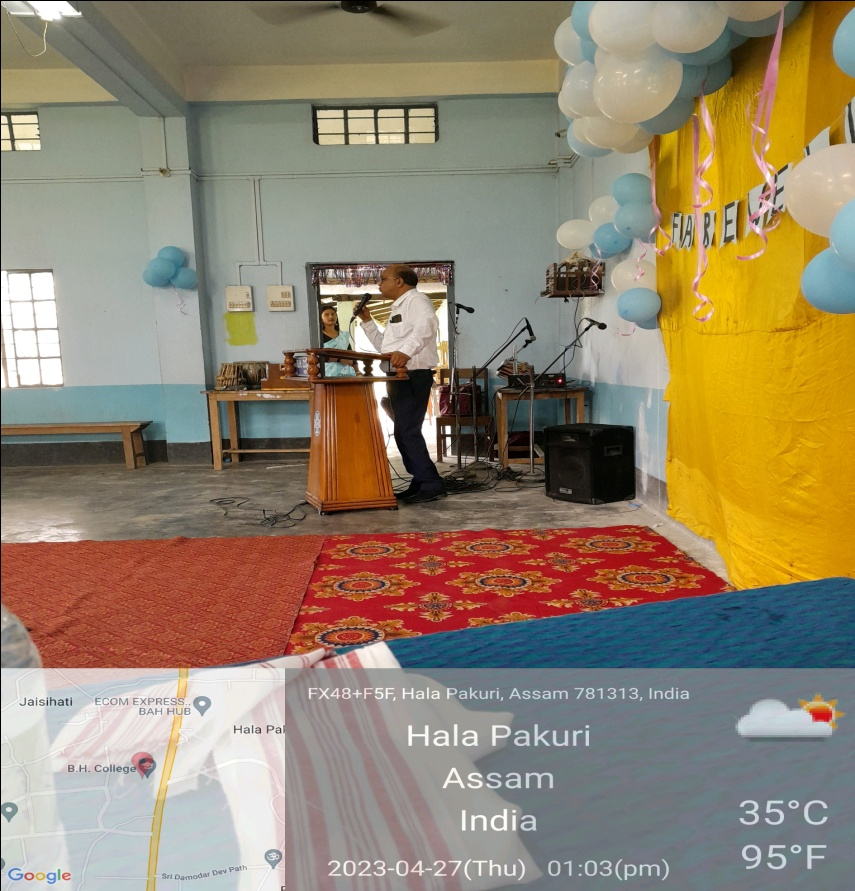 Jaisihati
ECOM EXPRESS..
BAH HUB
Hala Pak
B.H. College
Sri Damodar Dev Path
Google
FX48+F5F, Hala Pakuri, Assam 781313, India
Hala Pakuri
Assam
India
2023-04-27(Thu) 01:03(pm)
35°C
95°F